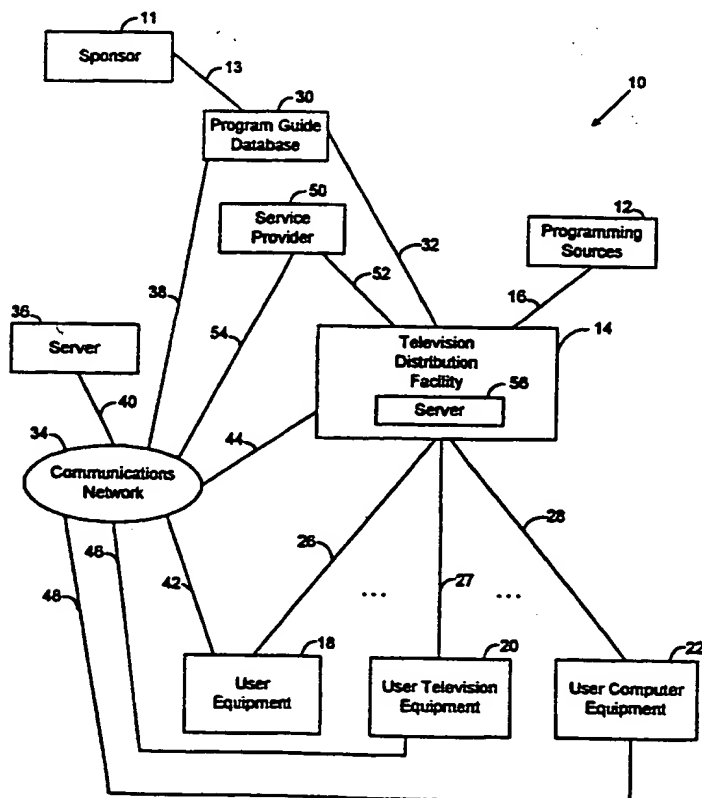 11
Sponsor
13
30
10
Program Guide
Database
50
Service
Provider
12
Programming
Sources
32
52
16
38
54
36
Server
40
Television
Distribution
Facility
14
56
Server
34
44
Communications
Network
26
28
46
42
48
...
27
...
18
User
Equipment
20
User Television
Equipment
22
User Computer
Equipment